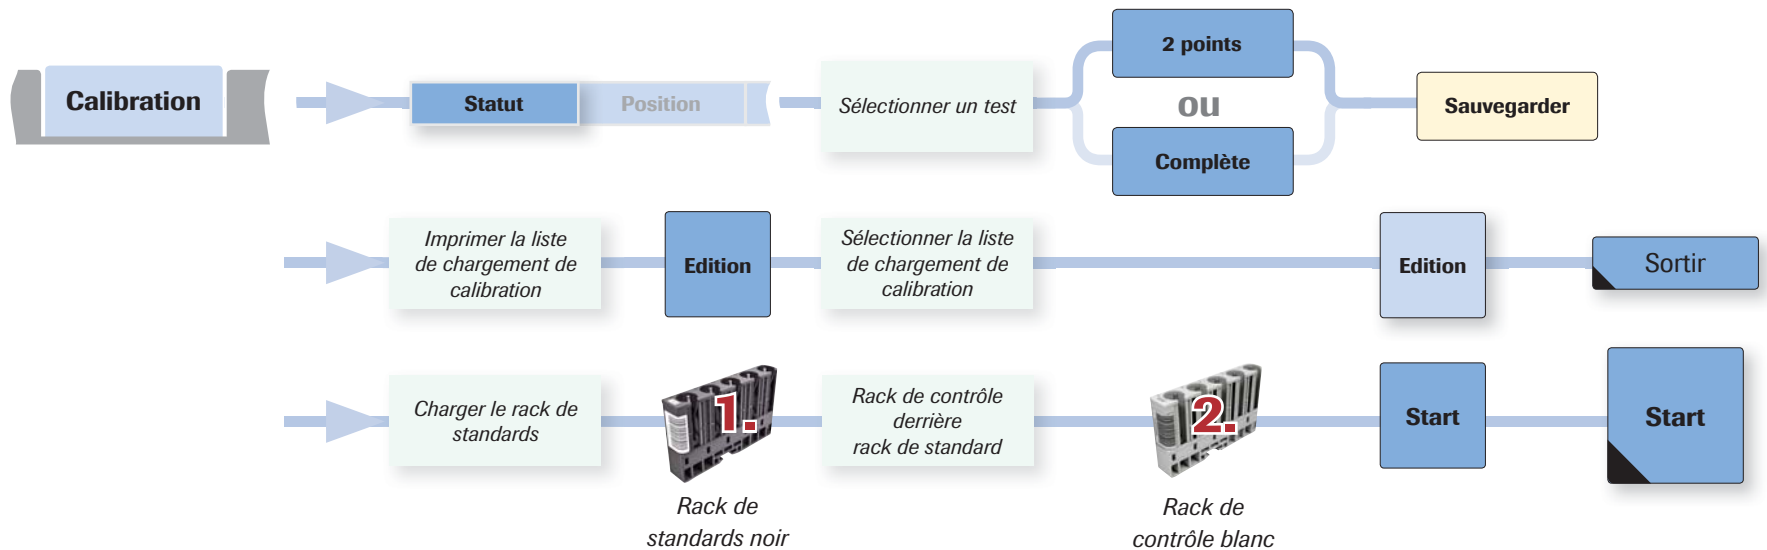 Calibration
Statut
Position
Sélectionner un test
2 points
ou
Complète
Sauvegarder
Imprimer la liste
de chargement de
calibration
Edition
Sélectionner la liste
de chargement de
calibration
Edition
Sortir
Charger le rack de
standards
1.
Rack de
standards noir
Rack de contrôle
derrière
rack de standard
2.
Rack de
contrôle blanc
Start
Start